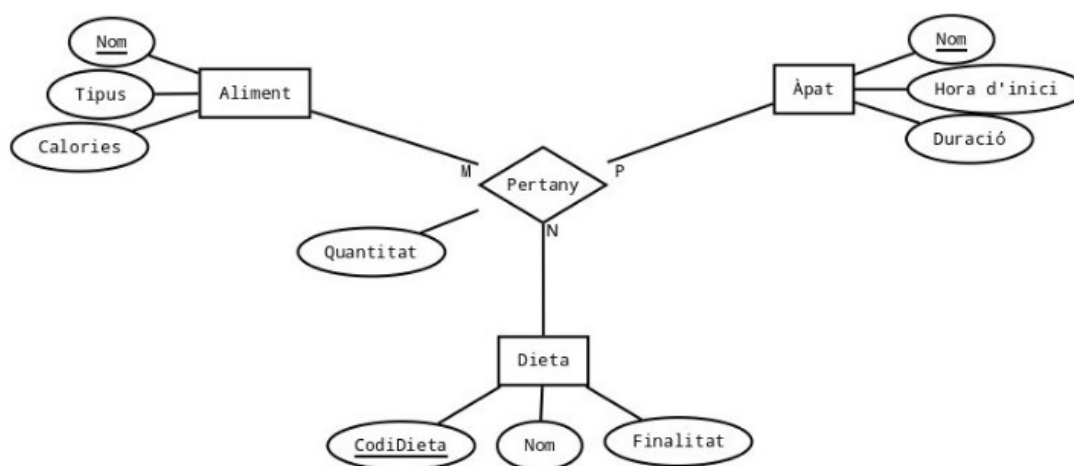 Nom
Tipus
Calories
Aliment
Nom
Hora d'inici
Duració
Àpat
M
Pertany
P
N
Quantitat
Dieta
CodiDieta
Nom
Finalitat